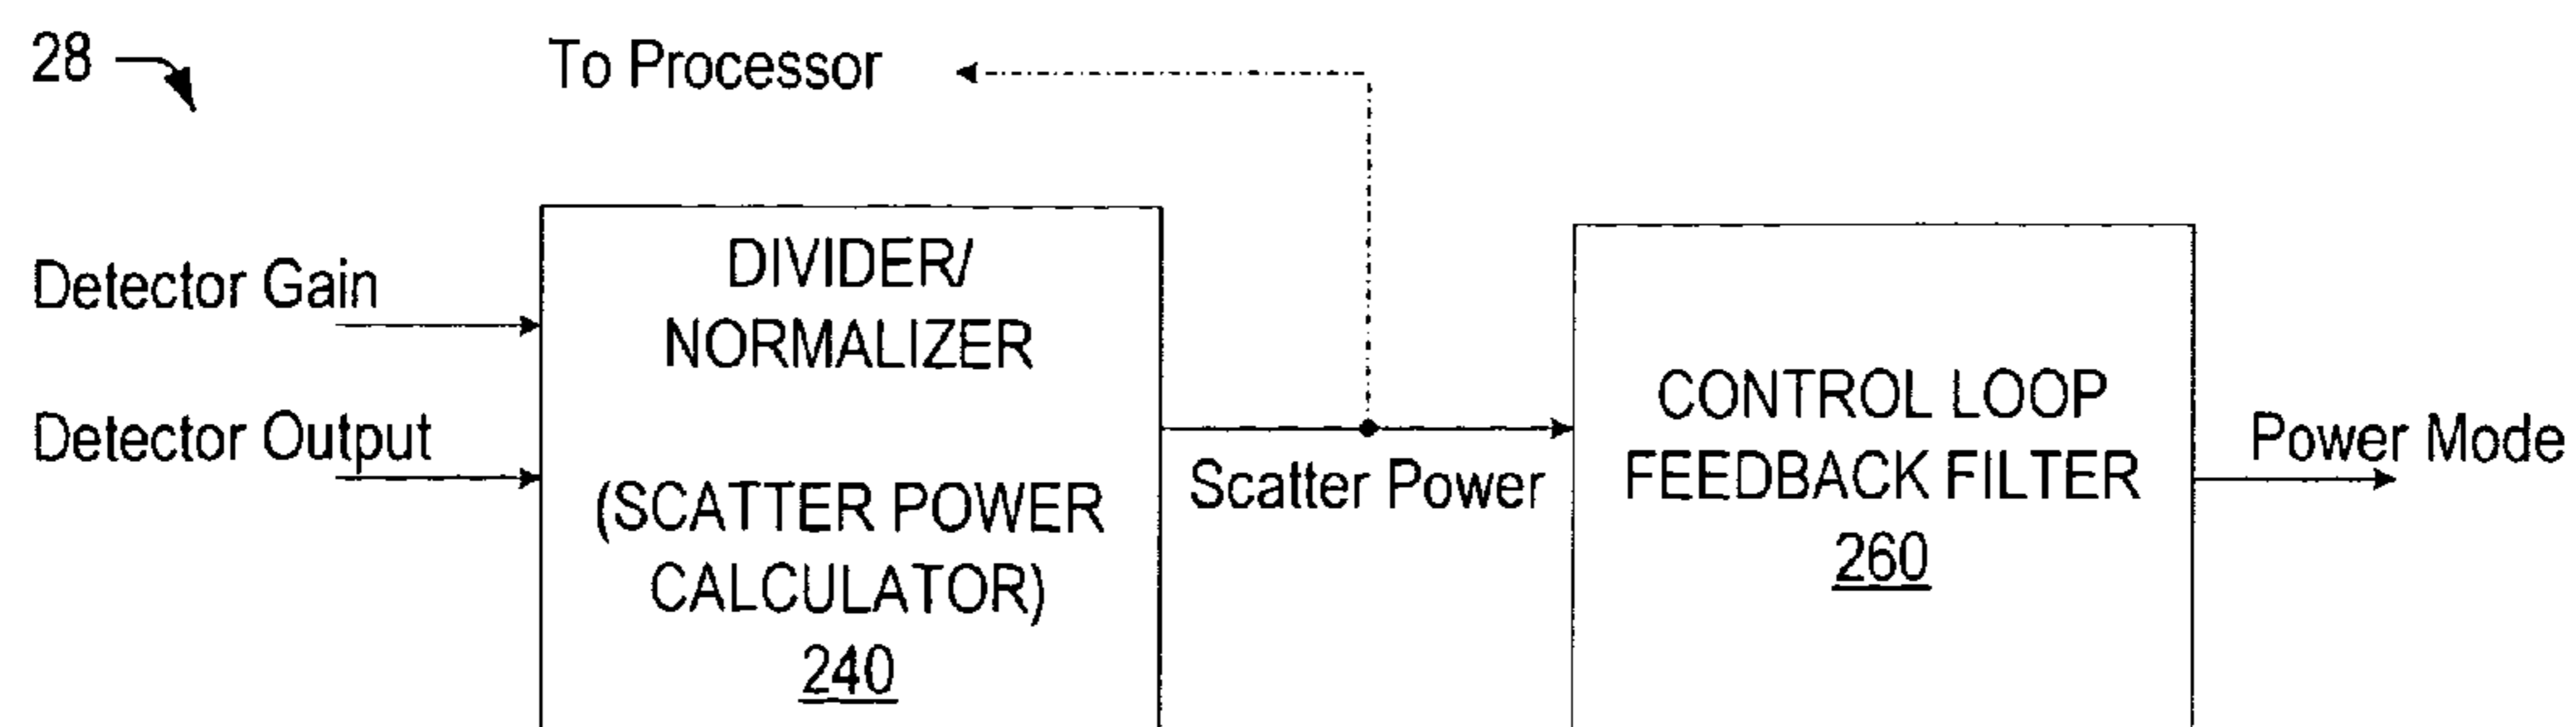 28
To Processor
Detector Gain
Detector Output
DIVIDER/
NORMALIZER
(SCATTER POWER
CALCULATOR)
240
Scatter Power
CONTROL LOOP
FEEDBACK FILTER
260
Power Mode